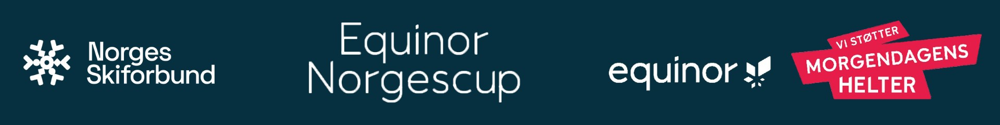 Norges
Skiforbund
Equinor
Norgescup
equinor
VI STØTTER
MORGENDAGENS
HELTER